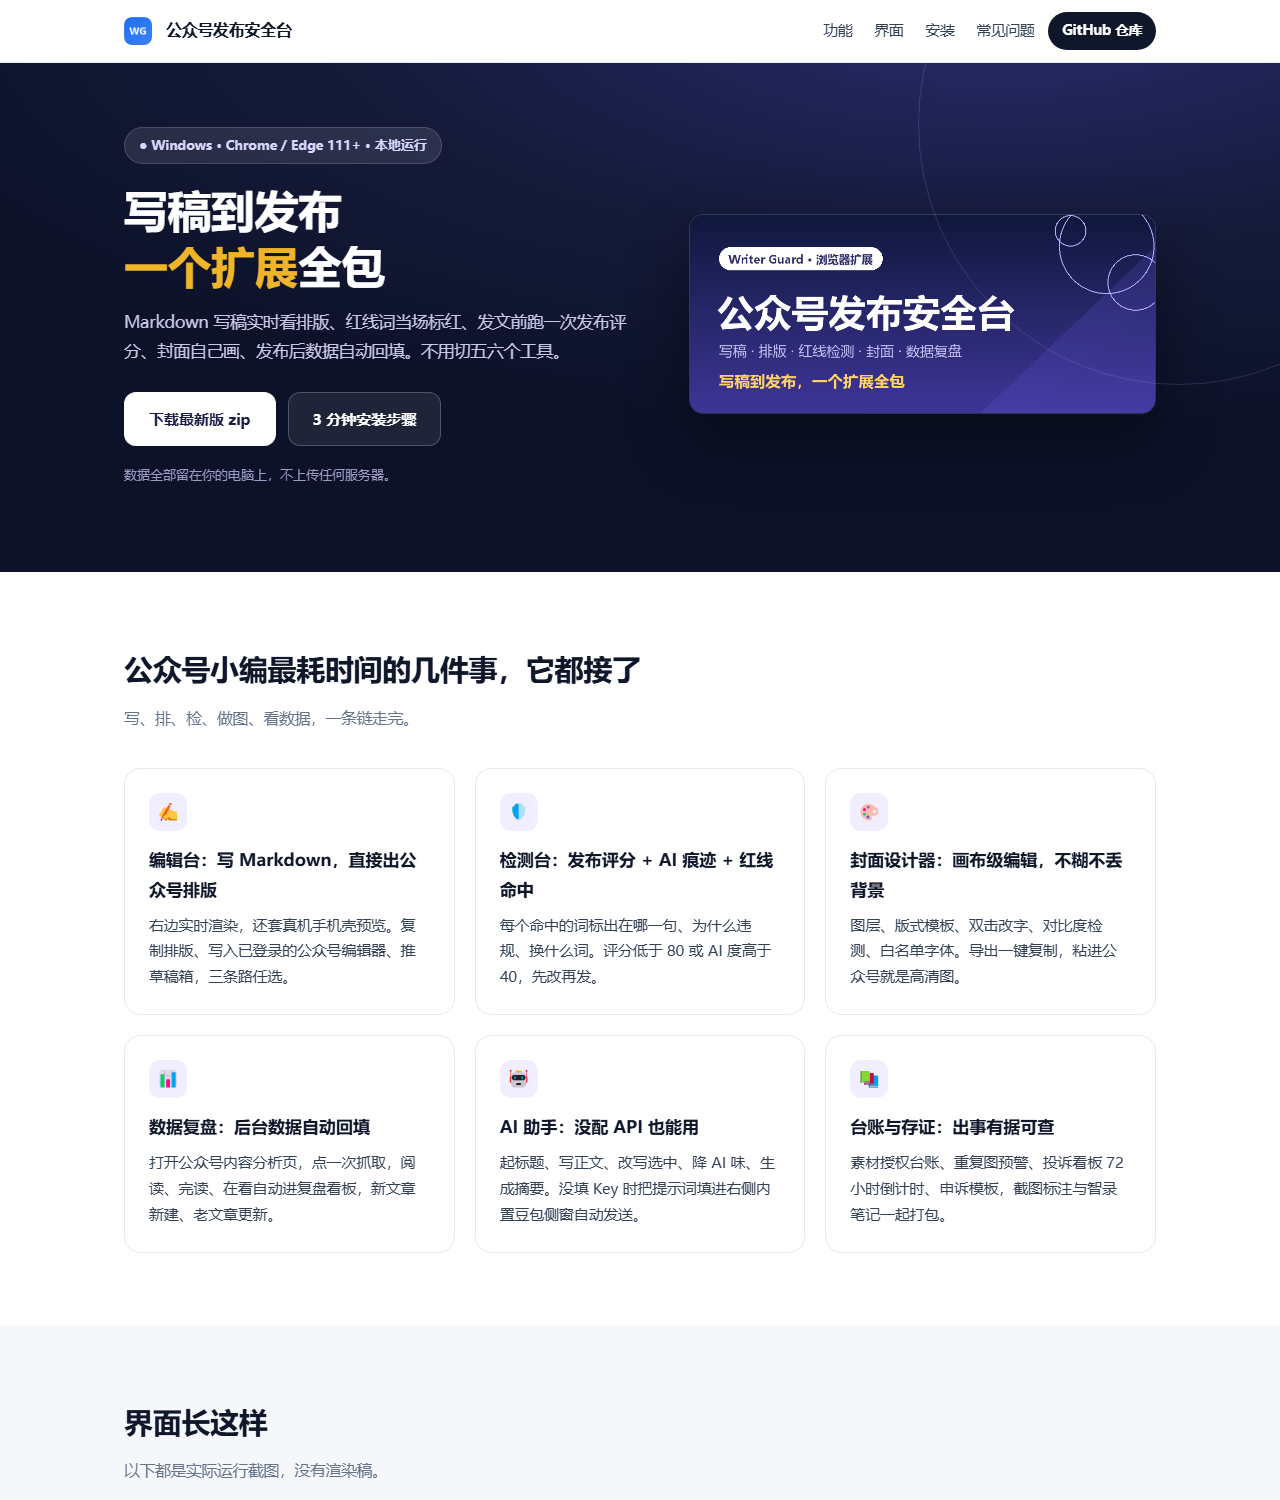 WG 公众号发布安全台 功能 界面 安装 常见问题 GitHub 仓库
● Windows • Chrome / Edge 111+ • 本地运行
写稿到发布
一个扩展全包
Markdown 写稿实时看排版、红线词当场标红、发文前跑一次发布评
分、封面自己画、发布后数据自动回填。不用切五六个工具。
下载最新版 zip 3 分钟安装步骤
数据全部留在你的电脑上，不上传任何服务器。
Writer Guard • 浏览器扩展
公众号发布安全台
写稿 · 排版 · 红线检测 · 封面 · 数据复盘
写稿到发布，一个扩展全包
公众号小编最耗时间的几件事，它都接了
写、排、检、做图、看数据，一条链走完。
编辑台：写 Markdown，直接出公
众号排版
右边实时渲染，还套真机手机壳预览。复
制排版、写入已登录的公众号编辑器、推
草稿箱，三条路任选。
检测台：发布评分 + AI 痕迹 + 红线
命中
每个命中的词标出在哪一句、为什么违
规、换什么词。评分低于 80 或 AI 度高于
40，先改再发。
封面设计器：画布级编辑，不糊不丢
背景
图层、版式模板、双击改字、对比度检
测、白名单字体。导出一键复制，粘进公
众号就是高清图。
数据复盘：后台数据自动回填
打开公众号内容分析页，点一次抓取，阅
读、完读、在看自动进复盘看板，新文章
新建、老文章更新。
AI 助手：没配 API 也能用
起标题、写正文、改写选中、降 AI 味、生
成摘要。没填 Key 时把提示词填进右侧内
置豆包侧窗自动发送。
台账与存证：出事有据可查
素材授权台账、重复图预警、投诉看板 72
小时倒计时、申诉模板，截图标注与智录
笔记一起打包。
界面长这样
以下都是实际运行截图，没有渲染稿。